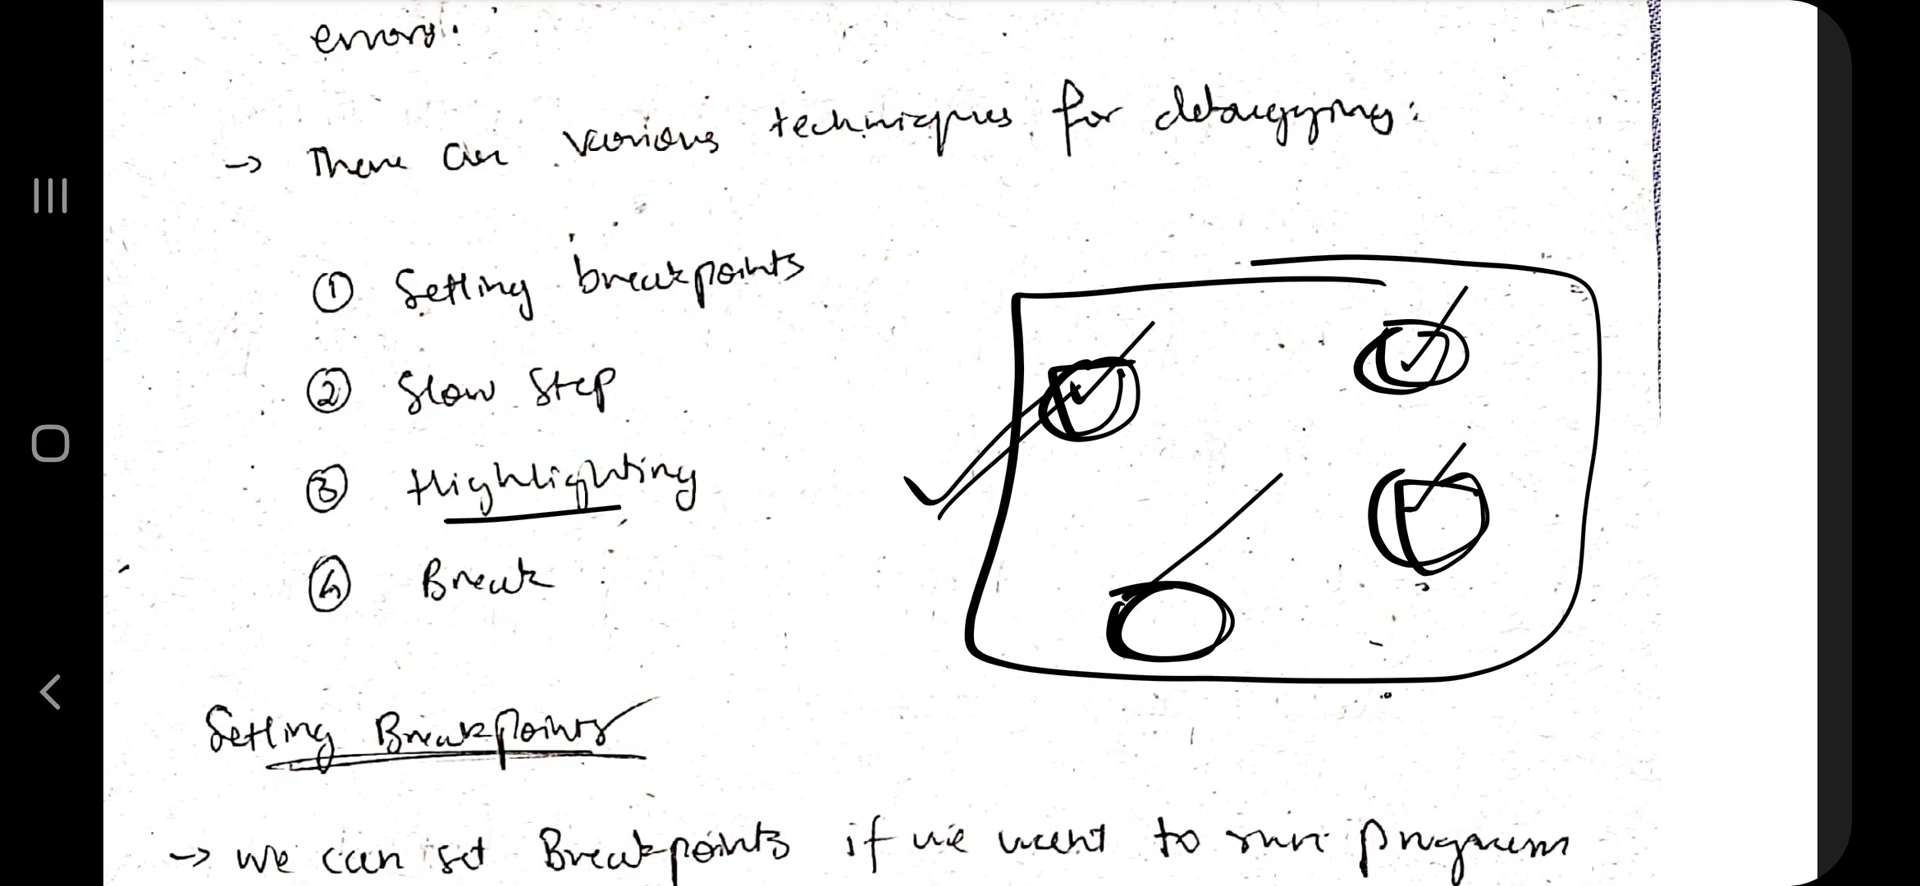 errors.
→ There are various techniques for debugging:
① Setting breakpoints
② Slow Step
③ Highlighting
④ Break
Setting Breakpoints
→ we can set Breakpoints if we want to run program